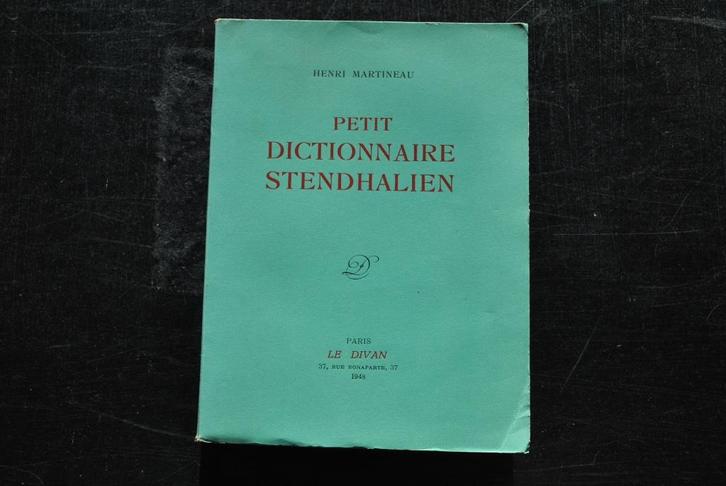 HENRI MARTINEAU
PETIT
DICTIONNAIRE
STENDHALIEN
D
PARIS
LE DIVAN
37, RUE BONAPARTE, 37
1948